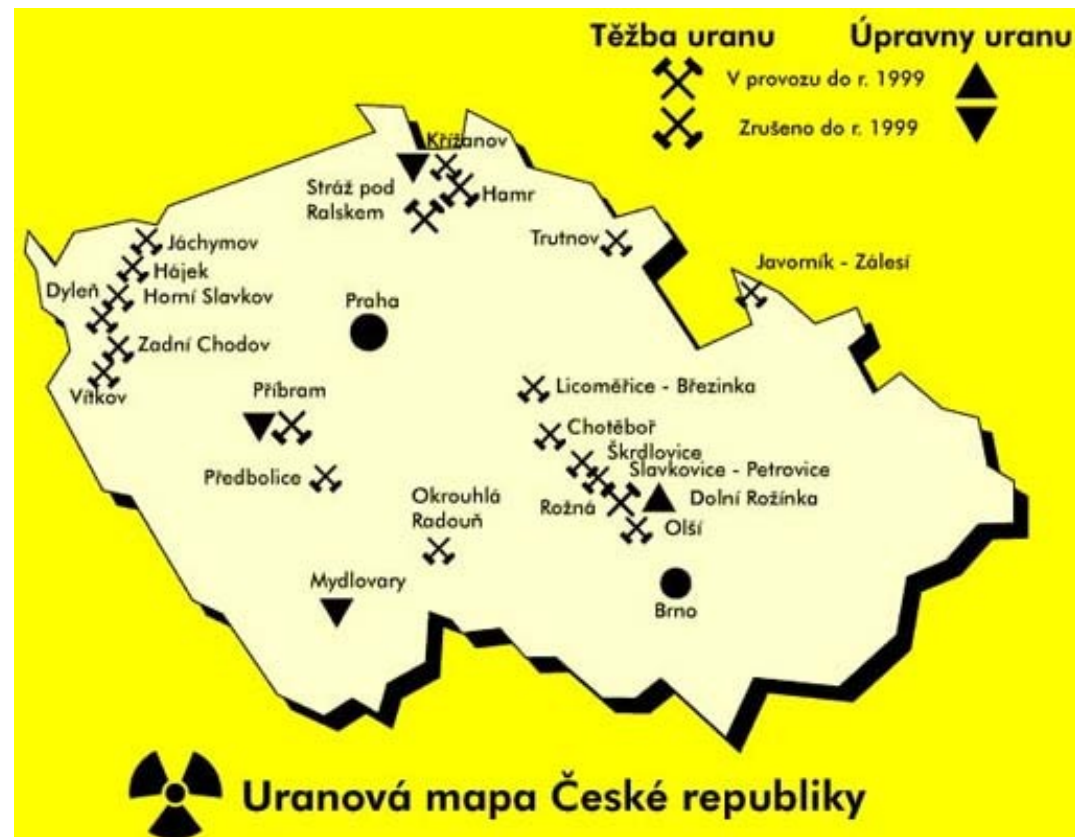 Těžba uranu
Úpravny uranu
V provozu do r. 1999
Zrušeno do r. 1999
Křížanov
Stráž pod
Ralskem
Hamr
Trutnov
Jáchymov
Hájek
Dyleň
Horní Slavkov
Javorník - Zálesí
Praha
Zadní Chodov
Vítkov
Příbram
Licoměřice - Březinka
Chotěboř
Škrdlovice
Slavkovice - Petrovice
Předbolice
Rožná
Dolní Rožínka
Okrouhlá
Radouň
Olší
Mydlovary
Brno
Uranová mapa České republiky